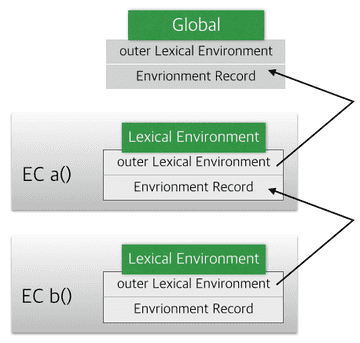 Global
outer Lexical Environment
Envrionment Record
Lexical Environment
outer Lexical Environment
EC a()
Envrionment Record
Lexical Environment
outer Lexical Environment
EC b()
Envrionment Record